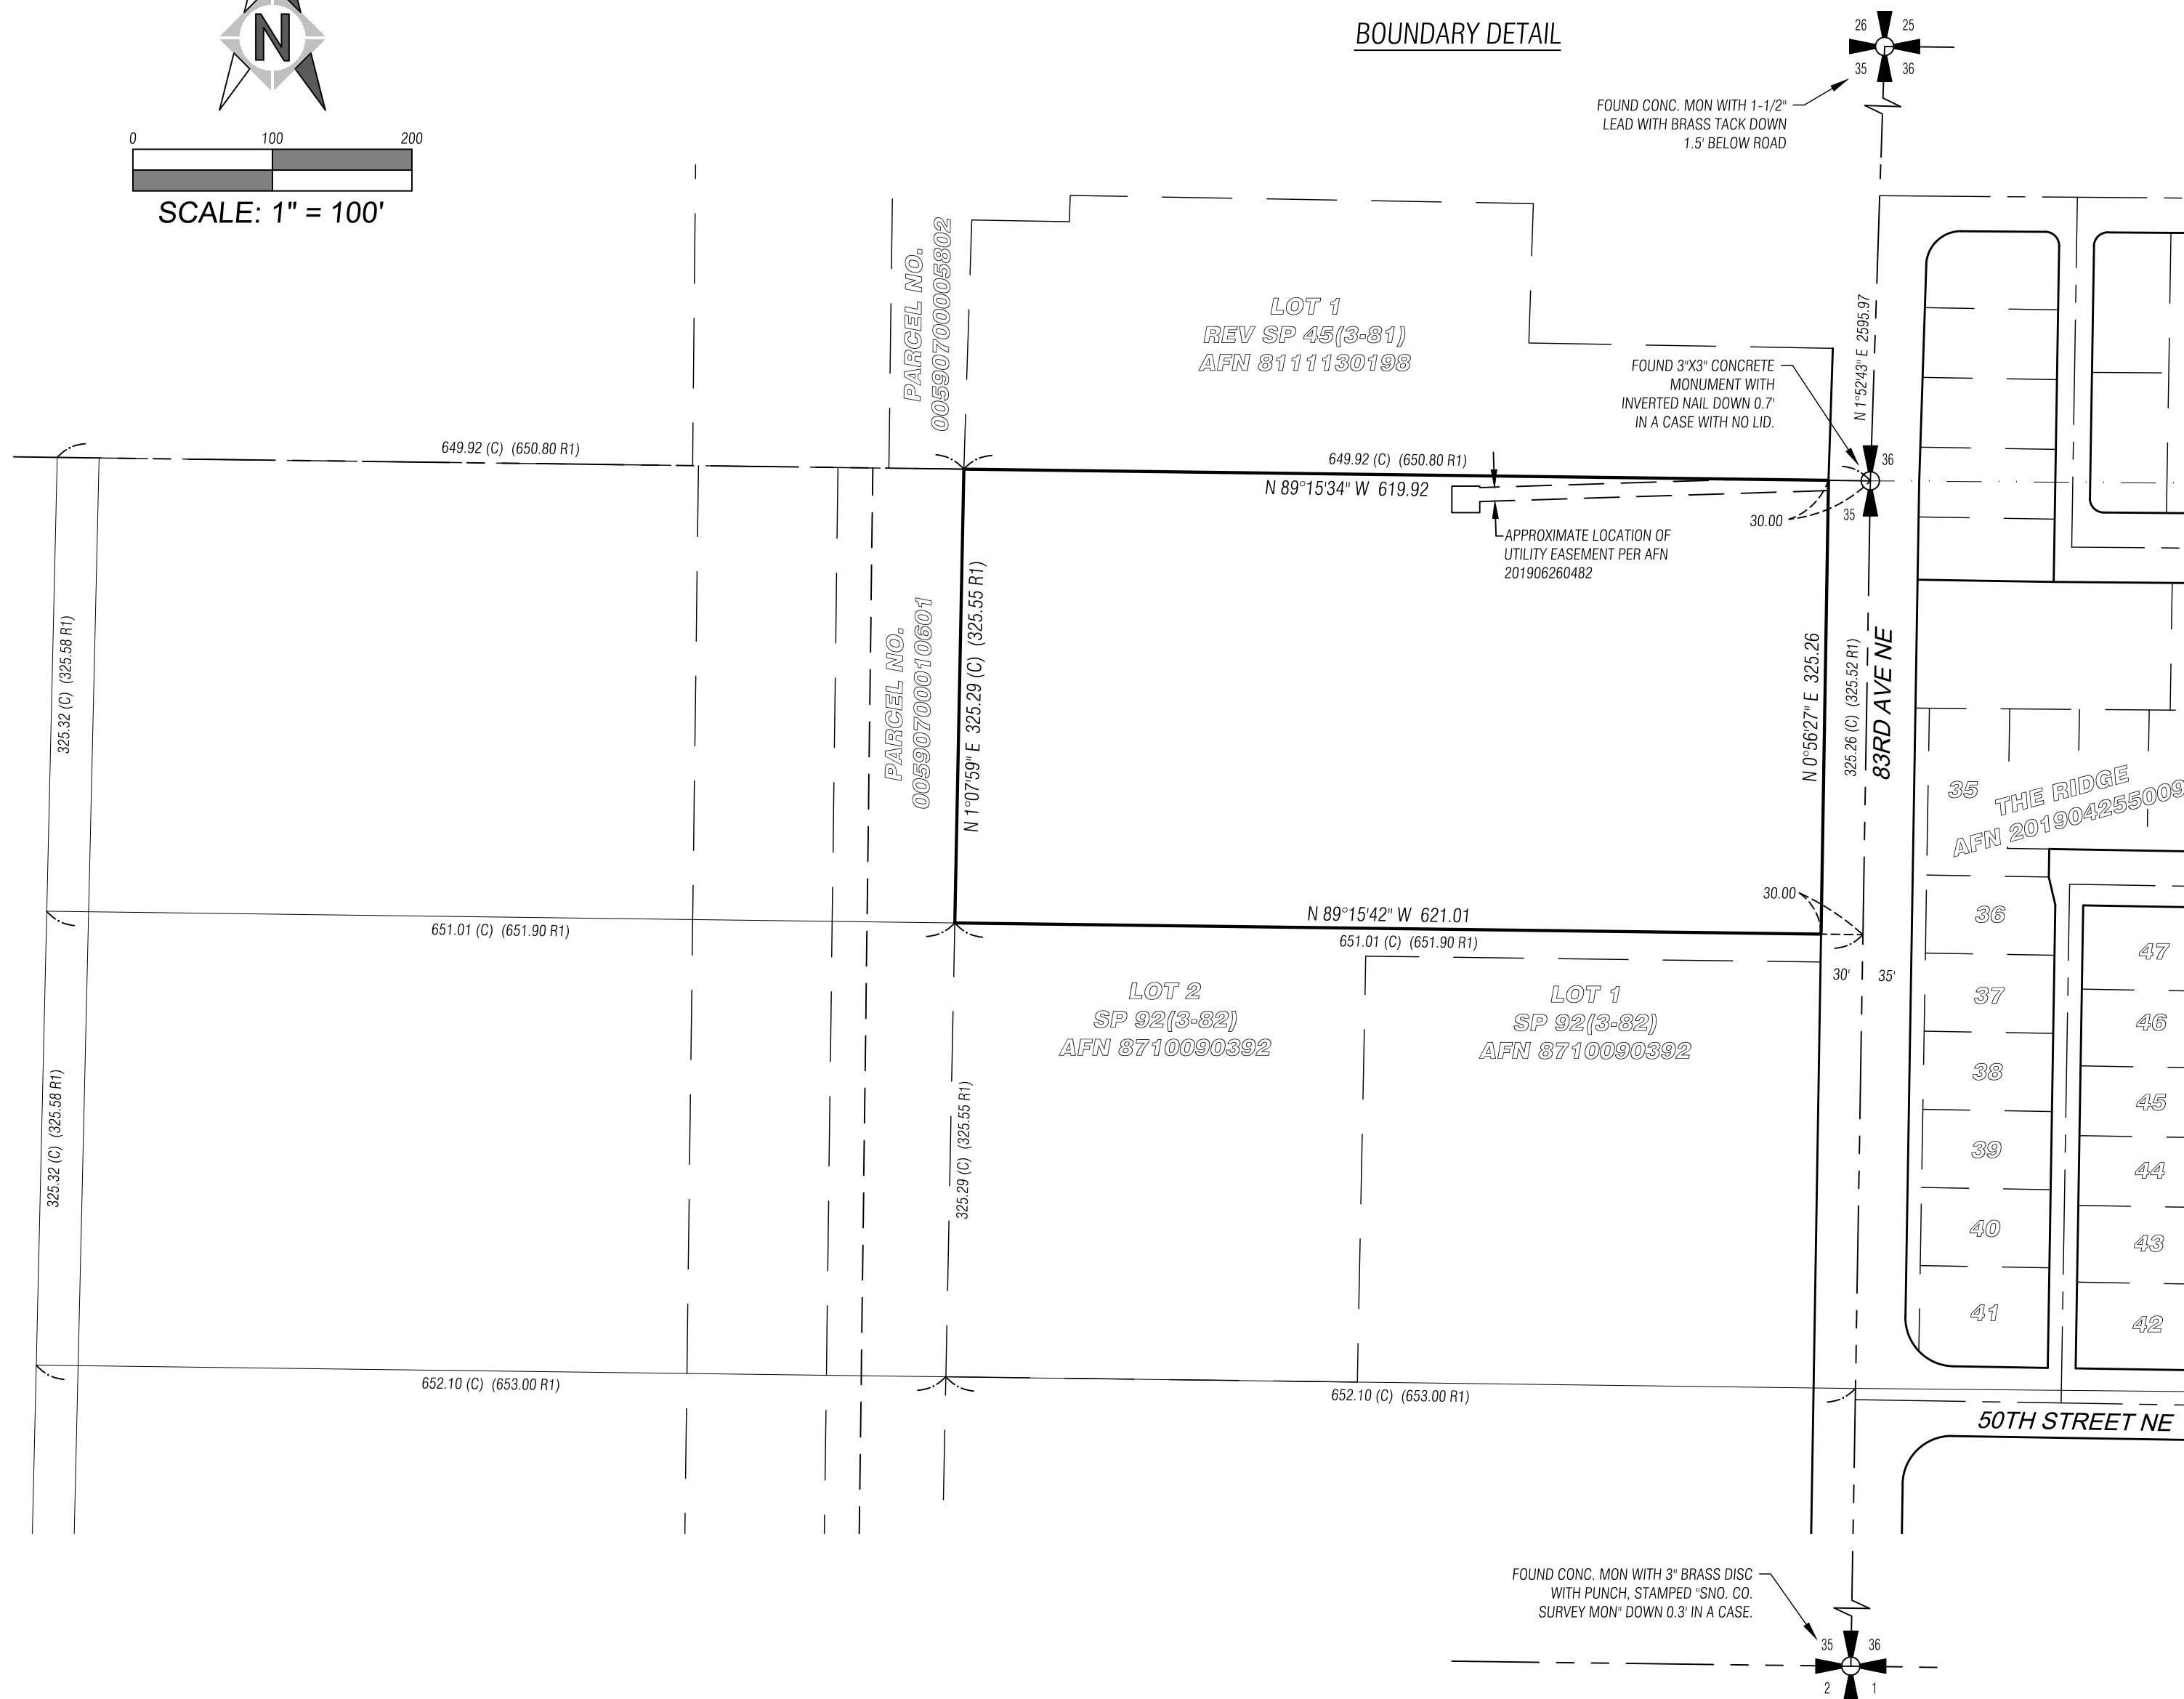 N
0 100 200
SCALE: 1" = 100'
BOUNDARY DETAIL
26 25
35 36
FOUND CONC. MON WITH 1-1/2"
LEAD WITH BRASS TACK DOWN
1.5' BELOW ROAD
PARCEL NO.
00590700005802
LOT 1
REV SP 45(3-81)
AFN 8111130198
N 1°52'43" E 2595.97
FOUND 3"X3" CONCRETE
MONUMENT WITH
INVERTED NAIL DOWN 0.7'
IN A CASE WITH NO LID.
36
35
649.92 (C) (650.80 R1)
649.92 (C) (650.80 R1)
N 89°15'34" W 619.92
30.00
APPROXIMATE LOCATION OF
UTILITY EASEMENT PER AFN
201906260482
325.32 (C) (325.58 R1)
PARCEL NO.
00590700010601
N 1°07'59" E 325.29 (C) (325.55 R1)
N 0°56'27" E 325.26
325.26 (C) (325.52 R1)
83RD AVE NE
35
THE RIDGE
AFN 20190425500
30.00
N 89°15'42" W 621.01
651.01 (C) (651.90 R1)
651.01 (C) (651.90 R1)
30' 35'
LOT 2
SP 92(3-82)
AFN 8710090392
LOT 1
SP 92(3-82)
AFN 8710090392
36
37
38
39
40
41
47
46
45
44
43
42
325.32 (C) (325.58 R1)
325.29 (C) (325.55 R1)
652.10 (C) (653.00 R1)
652.10 (C) (653.00 R1)
50TH STREET NE
FOUND CONC. MON WITH 3" BRASS DISC
WITH PUNCH, STAMPED "SNO. CO.
SURVEY MON" DOWN 0.3' IN A CASE.
35 36
2 1